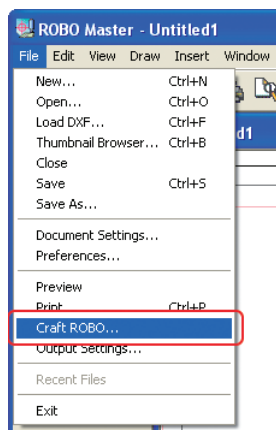 ROBO Master - Untitled1
File Edit View Draw Insert Window
New... Ctrl+N
Open... Ctrl+O
Load DXF... Ctrl+F
Thumbnail Browser... Ctrl+B
d1
Close
Save Ctrl+S
Save As...
Document Settings...
Preferences...
Preview
Print Ctrl+P
Craft ROBO...
Output Settings...
Recent Files
Exit